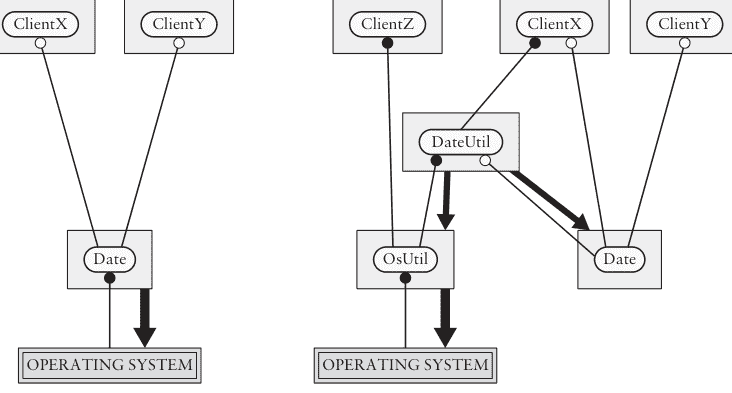 ClientX ClientY ClientZ ClientX ClientY
DateUtil
Date OsUtil Date
OPERATING SYSTEM OPERATING SYSTEM